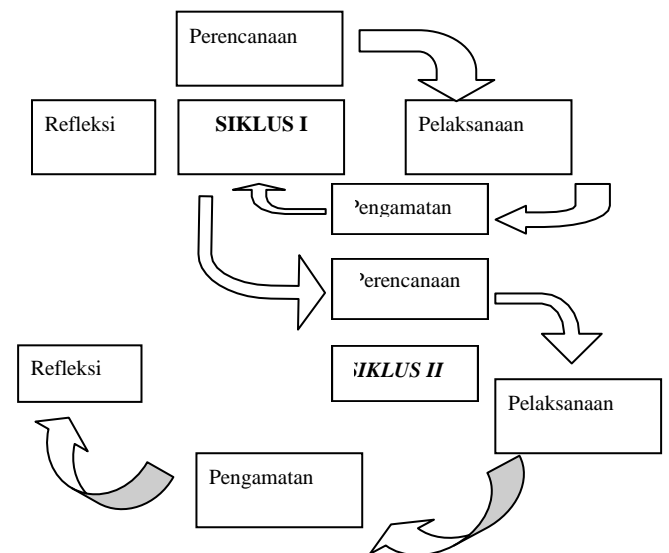 Perencanaan
Refleksi
SIKLUS I
Pelaksanaan
Pengamatan
Perencanaan
Refleksi
SIKLUS II
Pelaksanaan
Pengamatan